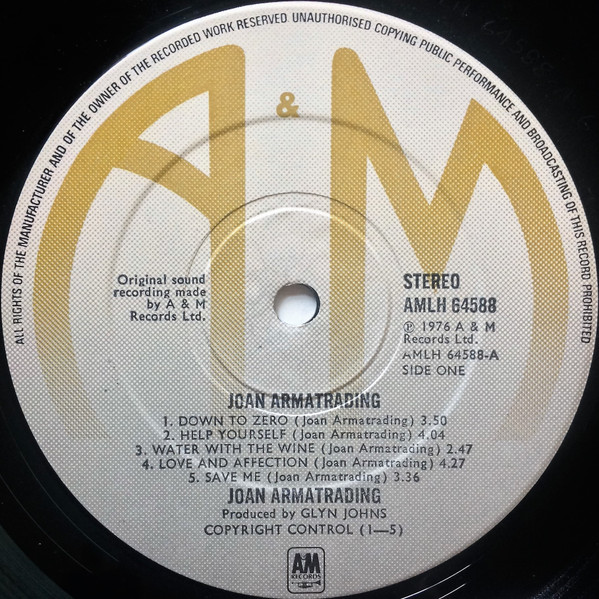 ALL RIGHTS OF THE MANUFACTURER AND OF THE OWNER OF THE RECORDED WORK RESERVED UNAUTHORISED COPYING PUBLIC PERFORMANCE AND BROADCASTING OF THIS RECORD PROHIBITED
A & M
Original sound
recording made
by A & M
Records Ltd.
STEREO
AMLH 64588
℗ 1976 A & M
Records Ltd.
AMLH 64588-A
SIDE ONE
JOAN ARMATRADING
1. DOWN TO ZERO (Joan Armatrading) 3.50
2. HELP YOURSELF (Joan Armatrading) 4.04
3. WATER WITH THE WINE (Joan Armatrading) 2.47
4. LOVE AND AFFECTION (Joan Armatrading) 4.27
5. SAVE ME (Joan Armatrading) 3.36
JOAN ARMATRADING
Produced by GLYN JOHNS
COPYRIGHT CONTROL (1—5)
AM
RECORDS